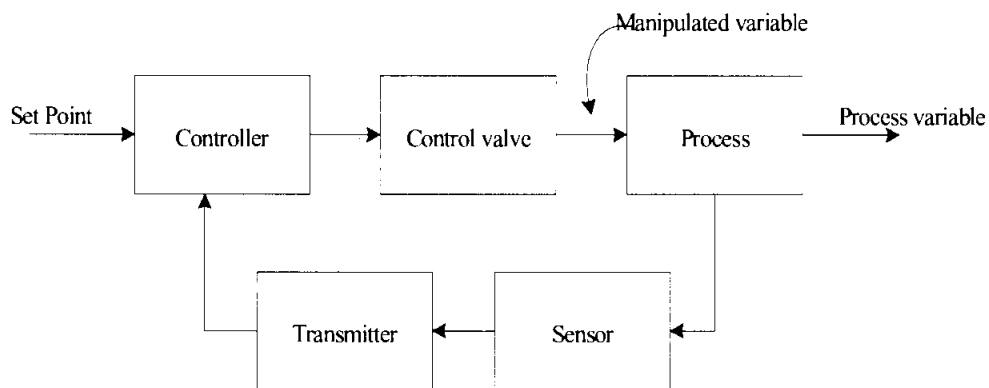 Manipulated variable
Set Point
Controller
Control valve
Process
Process variable
Transmitter
Sensor